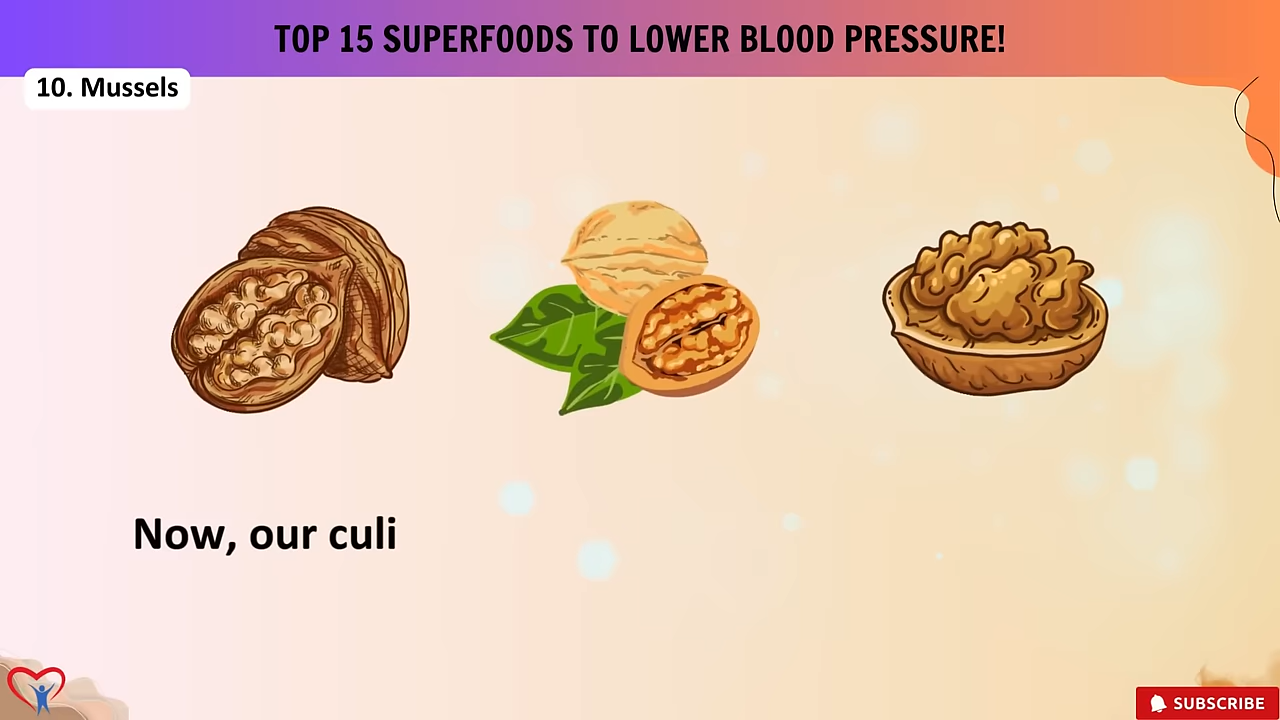 TOP 15 SUPERFOODS TO LOWER BLOOD PRESSURE!
10. Mussels
Now, our culi
SUBSCRIBE